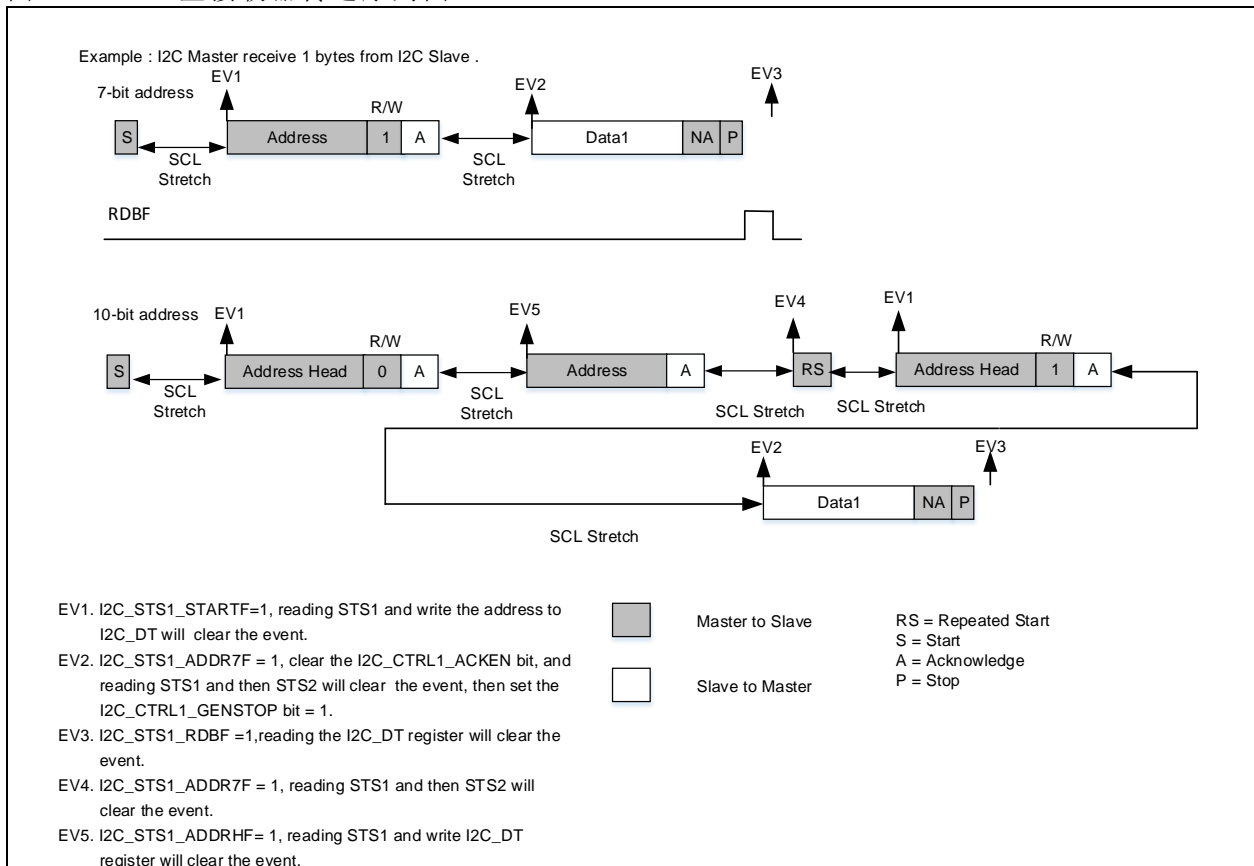 Example : I2C Master receive 1 bytes from I2C Slave .
EV1
EV2
EV3
7-bit address
R/W
S
Address
1
A
Data1
NA
P
SCL
Stretch
SCL
Stretch
RDBF
10-bit address
EV1
EV5
EV4
EV1
R/W
R/W
S
Address Head
0
A
Address
A
RS
Address Head
1
A
SCL
Stretch
SCL
Stretch
SCL Stretch
SCL Stretch
EV2
EV3
Data1
NA
P
SCL Stretch
EV1. I2C_STS1_STARTF=1, reading STS1 and write the address to
I2C_DT will clear the event.
EV2. I2C_STS1_ADDR7F = 1, clear the I2C_CTRL1_ACKEN bit, and
reading STS1 and then STS2 will clear the event, then set the
I2C_CTRL1_GENSTOP bit = 1.
EV3. I2C_STS1_RDBF =1,reading the I2C_DT register will clear the
event.
EV4. I2C_STS1_ADDR7F = 1, reading STS1 and then STS2 will
clear the event.
EV5. I2C_STS1_ADDRHF= 1, reading STS1 and write I2C_DT
register will clear the event.
Master to Slave
Slave to Master
RS = Repeated Start
S = Start
A = Acknowledge
P = Stop